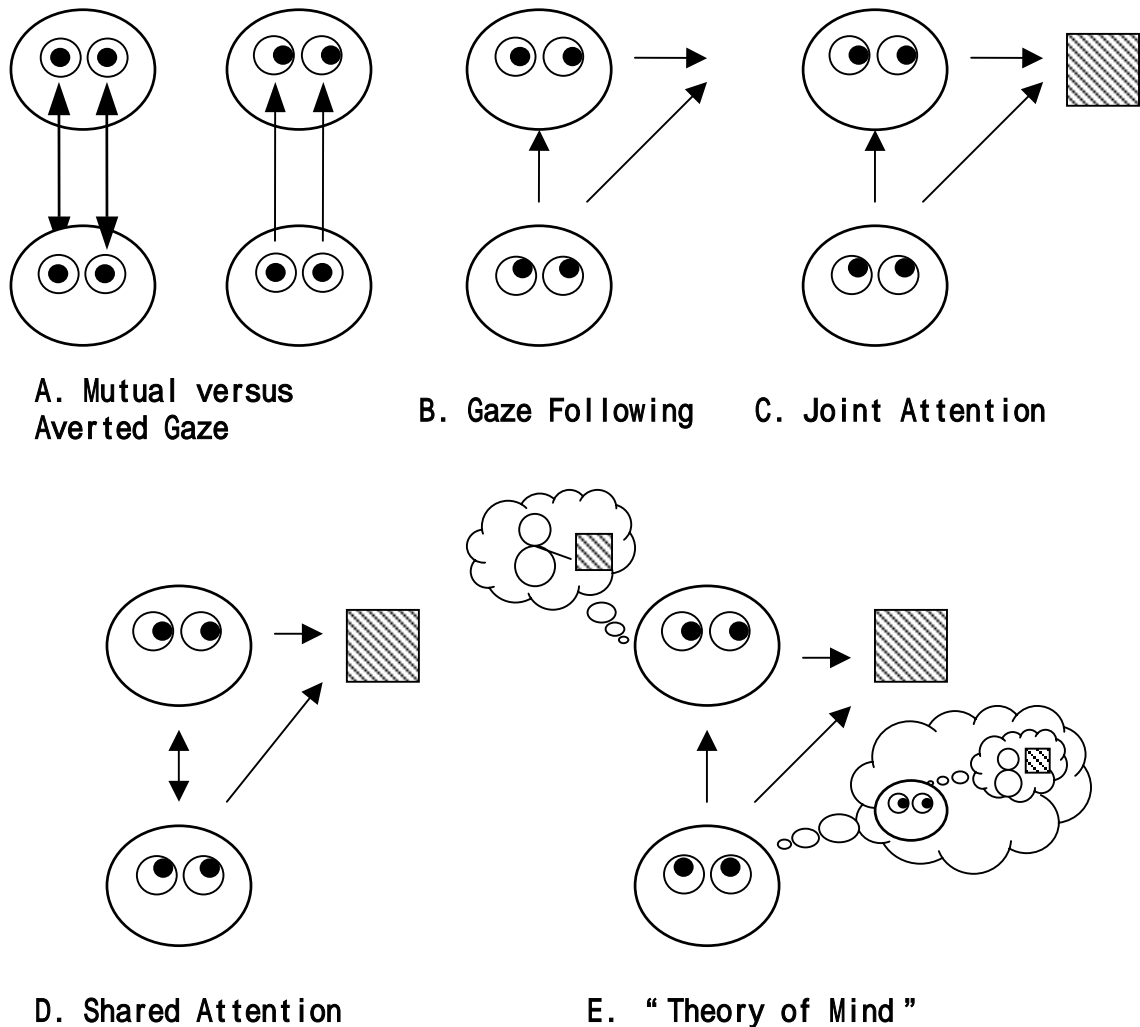 A. Mutual versus
Averted Gaze
B. Gaze Following
C. Joint Attention
D. Shared Attention
E. “Theory of Mind”